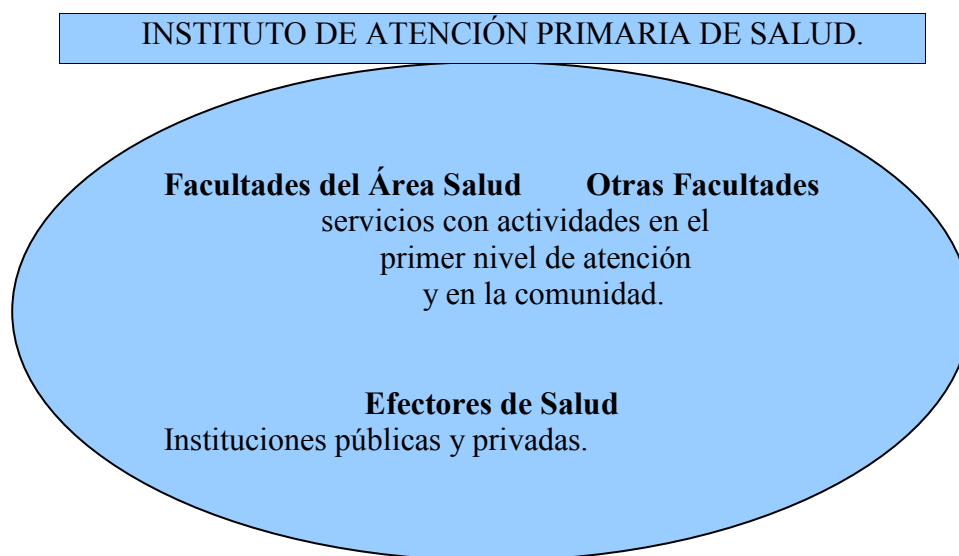 INSTITUTO DE ATENCIÓN PRIMARIA DE SALUD.
Facultades del Área Salud Otras Facultades
servicios con actividades en el
primer nivel de atención
y en la comunidad.
Efectores de Salud
Instituciones públicas y privadas.